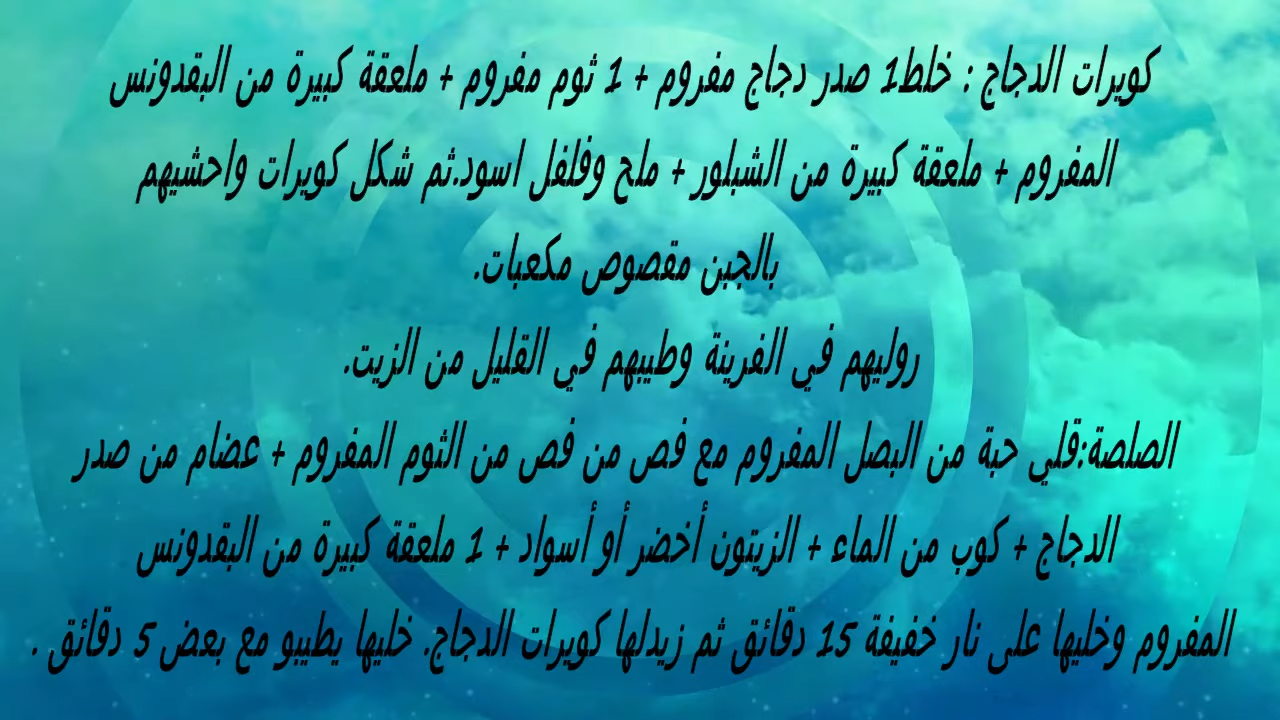 كويرات الدجاج : خلط1 صدر دجاج مفروم + 1 ثوم مفروم + ملعقة كبيرة من البقدونس
المفروم + ملعقة كبيرة من الشبلور + ملح وفلفل اسود.ثم شكل كويرات واحشيهم
بالجبن مقصوص مكعبات.
روليهم في الفرينة وطيبهم في القليل من الزيت.
الصلصة:قلي حبة من البصل المفروم مع فص من فص من الثوم المفروم + عضام من صدر
الدجاج + كوب من الماء + الزيتون أخضر أو أسواد + 1 ملعقة كبيرة من البقدونس
المفروم وخليها على نار خفيفة 15 دقائق ثم زيدلها كويرات الدجاج. خليها يطيبو مع بعض 5 دقائق .